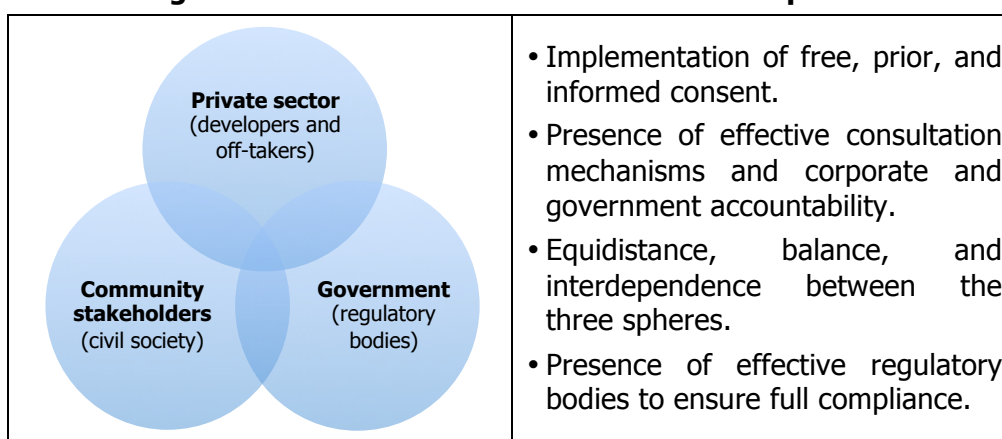 Private sector
(developers and
off-takers)
Community
stakeholders
(civil society)
Government
(regulatory
bodies)
• Implementation of free, prior, and
informed consent.
• Presence of effective consultation
mechanisms and corporate and
government accountability.
• Equidistance, balance, and
interdependence between the
three spheres.
• Presence of effective regulatory
bodies to ensure full compliance.